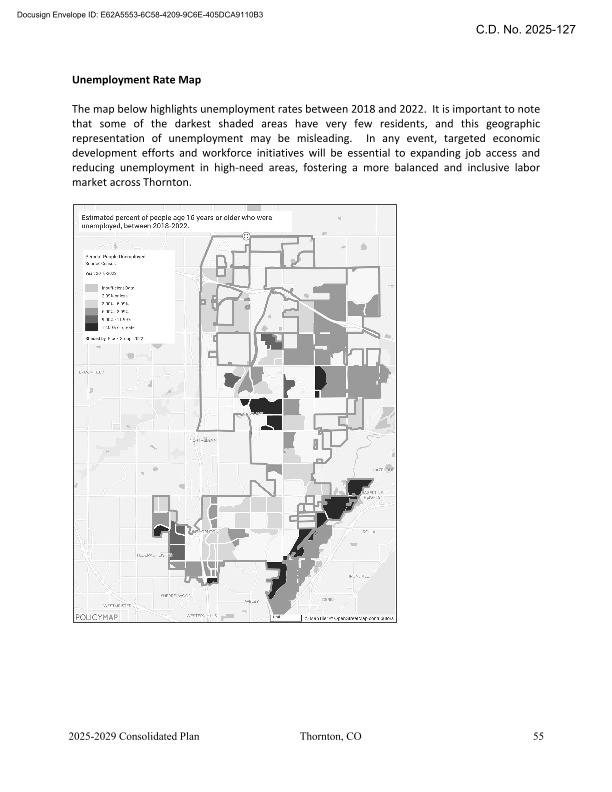 Docusign Envelope ID: E62A5553-6C58-4209-9C6E-405DCA9110B3
C.D. No. 2025-127
Unemployment Rate Map
The map below highlights unemployment rates between 2018 and 2022. It is important to note
that some of the darkest shaded areas have very few residents, and this geographic
representation of unemployment may be misleading. In any event, targeted economic
development efforts and workforce initiatives will be essential to expanding job access and
reducing unemployment in high-need areas, fostering a more balanced and inclusive labor
market across Thornton.
Estimated percent of people age 16 years or older who were
unemployed, between 2018-2022.
Insufficient Data
WESTMINSTER
POLICYMAP
OpenStreetMap contributors
2025-2029 Consolidated Plan
Thornton, CO
55